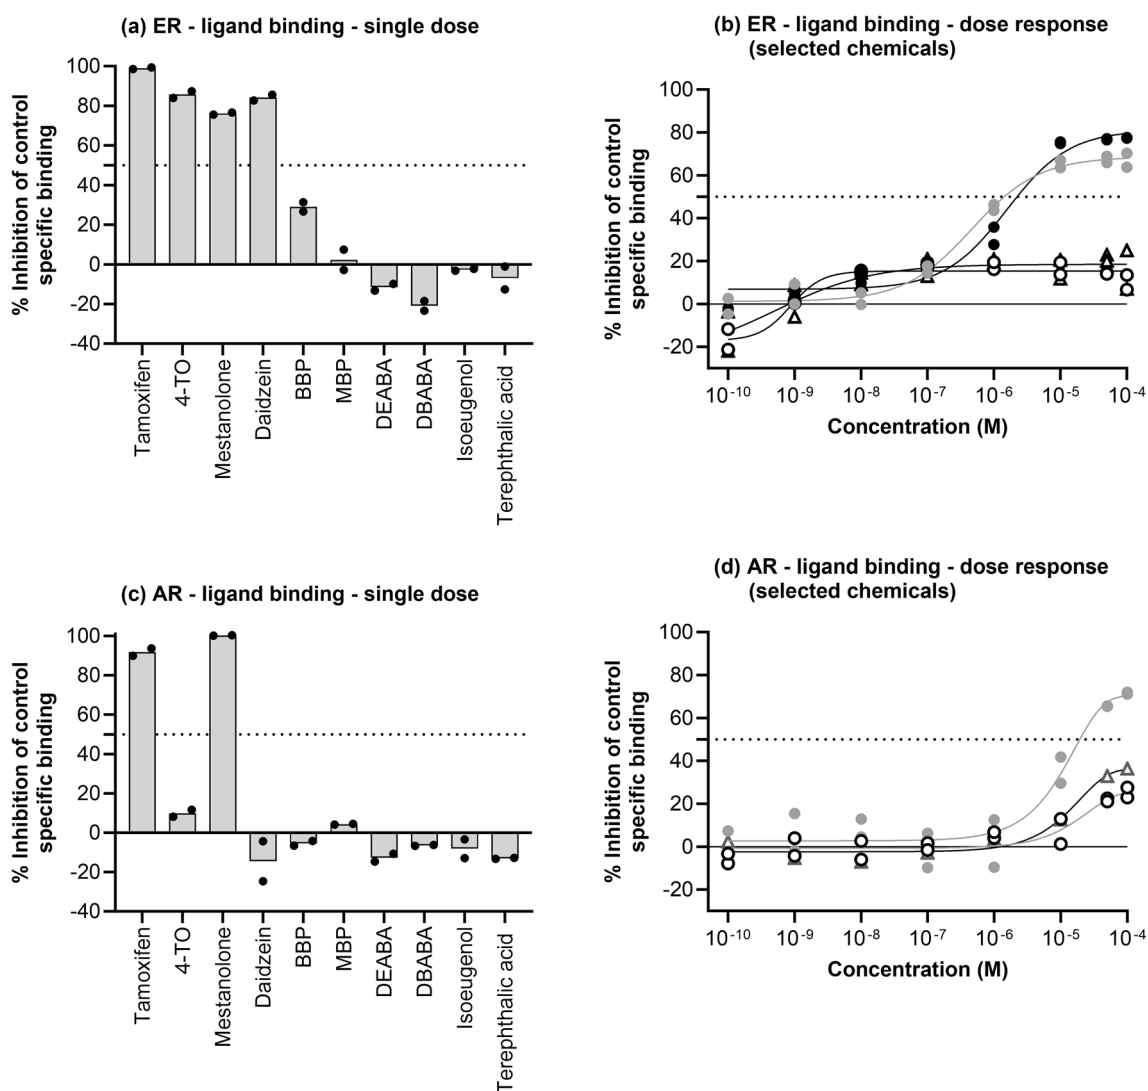 (a) ER - ligand binding - single dose
% Inhibition of control
specific binding
100
80
60
40
20
0
-20
-40
Tamoxifen
4-TO
Mestanolone
Daidzein
BBP
MBP
DEABA
DBABA
Isoeugenol
Terephthalic acid
(b) ER - ligand binding - dose response
(selected chemicals)
% Inhibition of control
specific binding
100
80
60
40
20
0
-20
10-10
10-9
10-8
10-7
10-6
10-5
10-4
Concentration (M)
(c) AR - ligand binding - single dose
% Inhibition of control
specific binding
100
80
60
40
20
0
-20
-40
Tamoxifen
4-TO
Mestanolone
Daidzein
BBP
MBP
DEABA
DBABA
Isoeugenol
Terephthalic acid
(d) AR - ligand binding - dose response
(selected chemicals)
% Inhibition of control
specific binding
100
80
60
40
20
0
-20
10-10
10-9
10-8
10-7
10-6
10-5
10-4
Concentration (M)